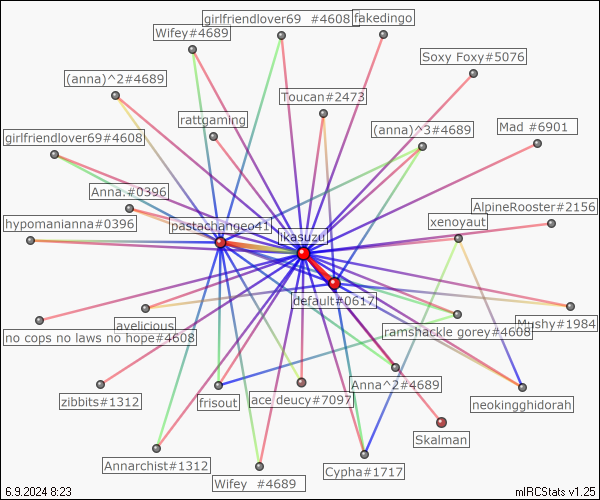 girlfriendlover69  #4608
fakedingo
Wifey#4689
Soxy Foxy#5076
(anna)^2#4689
Toucan#2473
rattgaming
(anna)^3#4689
Mad #6901
girlfriendlover69#4608
Anna.#0396
AlpineRooster#2156
hypomanianna#0396
pastachangeo41
xenoyaut
ikasuzu
default#0617
avelicious
Mushy#1984
ramshackle gorey#4608
no cops no laws no hope#4608
Anna^2#4689
zibbits#1312
frisout
ace deucy#7097
neokingghidorah
Skalman
Annarchist#1312
Cypha#1717
Wifey  #4689
6.9.2024 8:23
mIRCStats v1.25